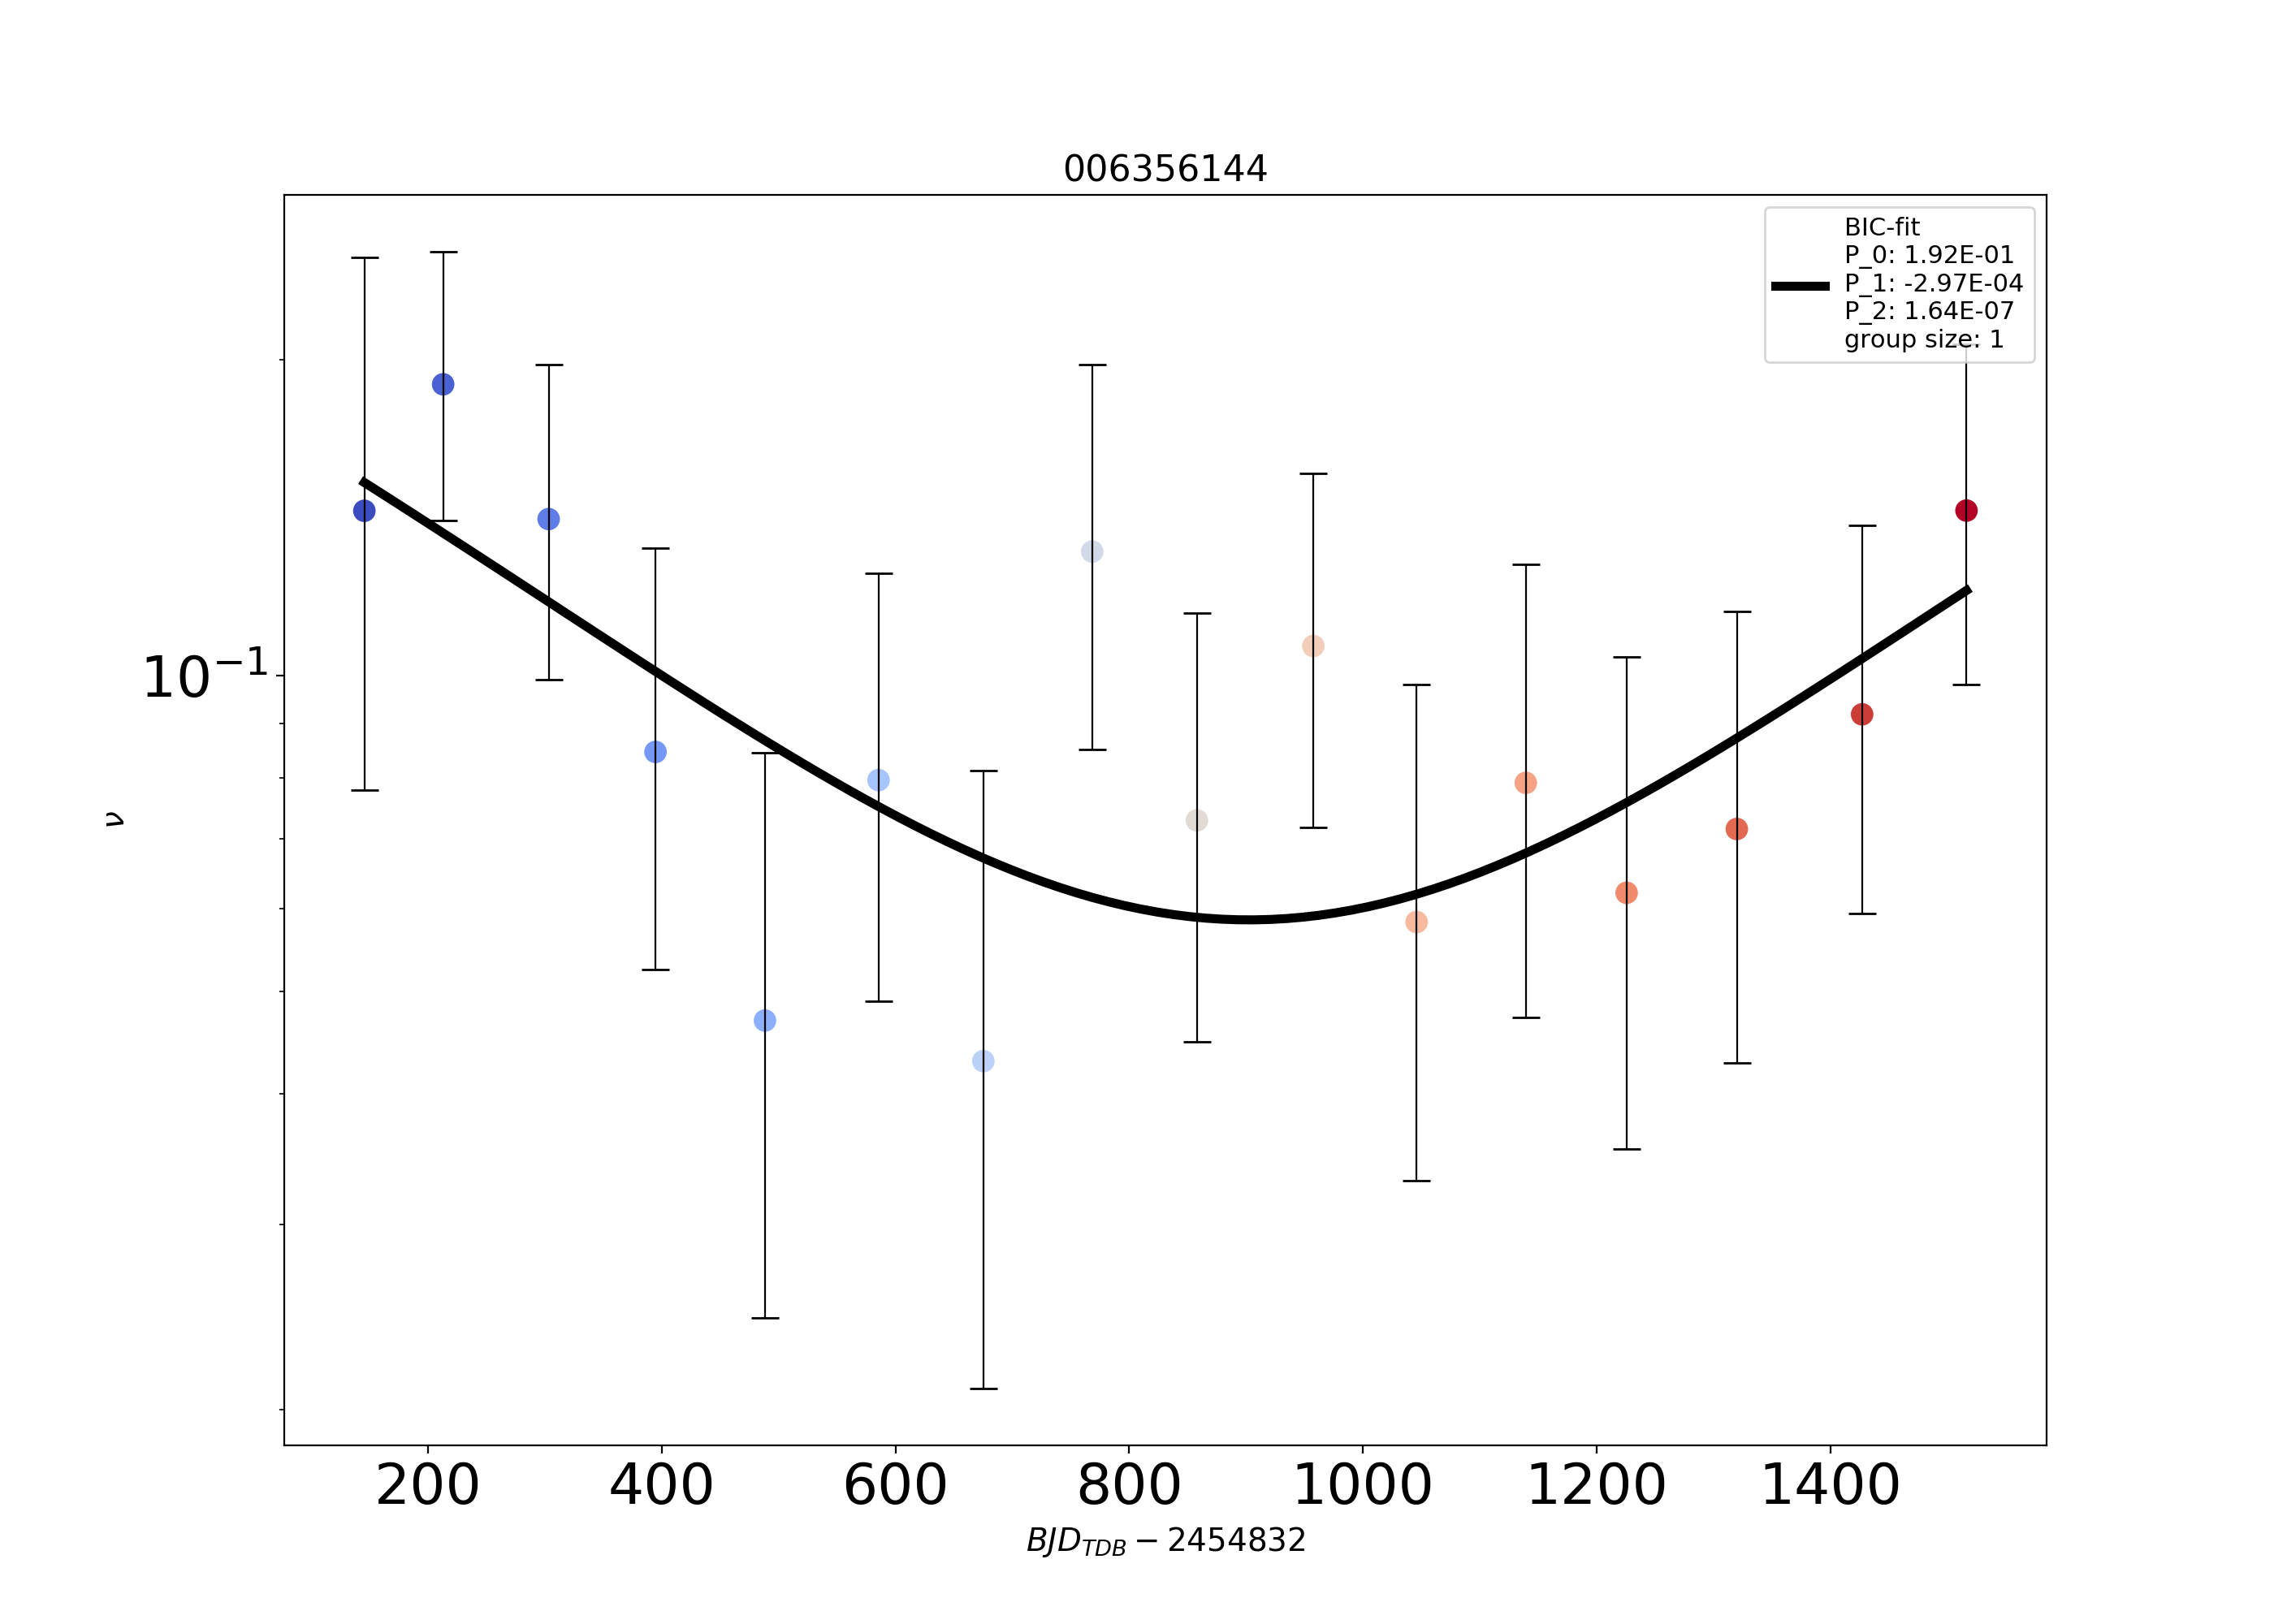 006356144
BIC-fit
P_0: 1.92E-01
P_1: -2.97E-04
P_2: 1.64E-07
group size: 1
10⁻¹
ν
200 400 600 800 1000 1200 1400
BJD_TDB − 2454832